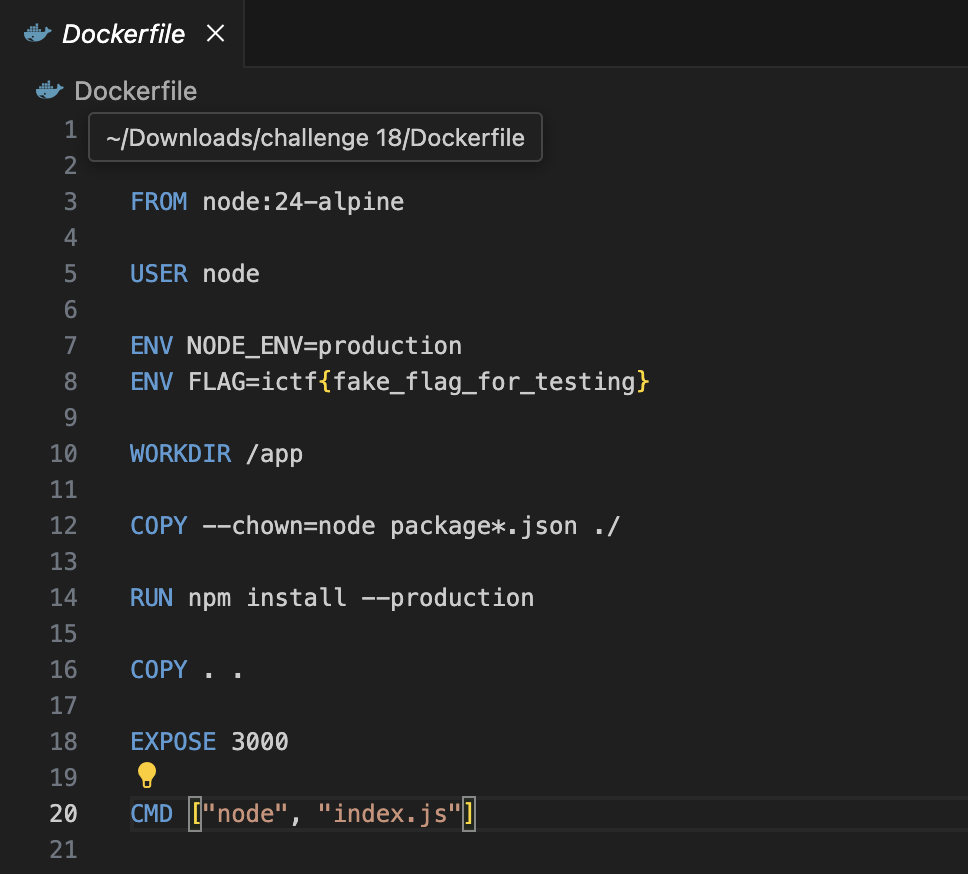 Dockerfile ×
Dockerfile
1 ~/Downloads/challenge 18/Dockerfile
2
3 FROM node:24-alpine
4
5 USER node
6
7 ENV NODE_ENV=production
8 ENV FLAG=ictf{fake_flag_for_testing}
9
10 WORKDIR /app
11
12 COPY --chown=node package*.json ./
13
14 RUN npm install --production
15
16 COPY . .
17
18 EXPOSE 3000
19
20 CMD ["node", "index.js"]
21